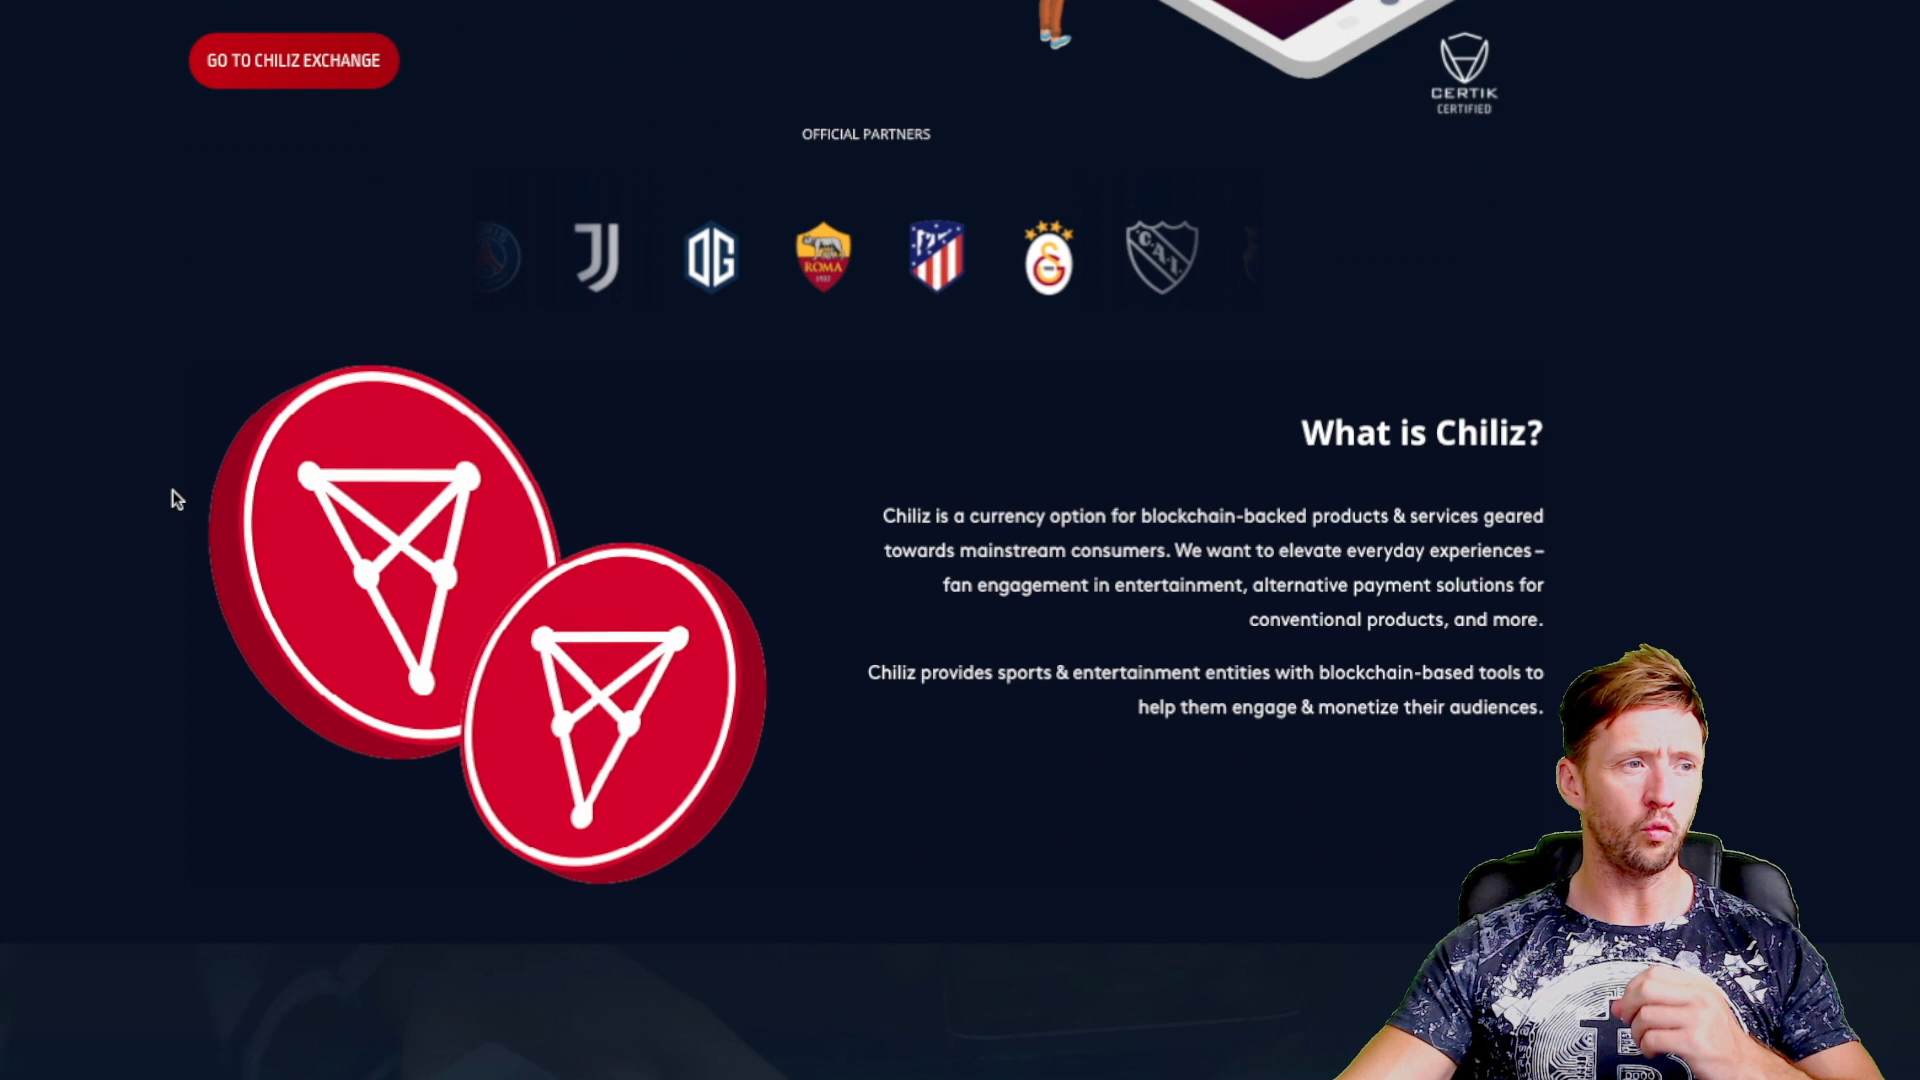 GO TO CHILIZ EXCHANGE
CERTIK
CERTIFIED
OFFICIAL PARTNERS
ROMA
1927
C.A.I.
What is Chiliz?
Chiliz is a currency option for blockchain-backed products & services geared
towards mainstream consumers. We want to elevate everyday experiences –
fan engagement in entertainment, alternative payment solutions for
conventional products, and more.
Chiliz provides sports & entertainment entities with blockchain-based tools to
help them engage & monetize their audiences.